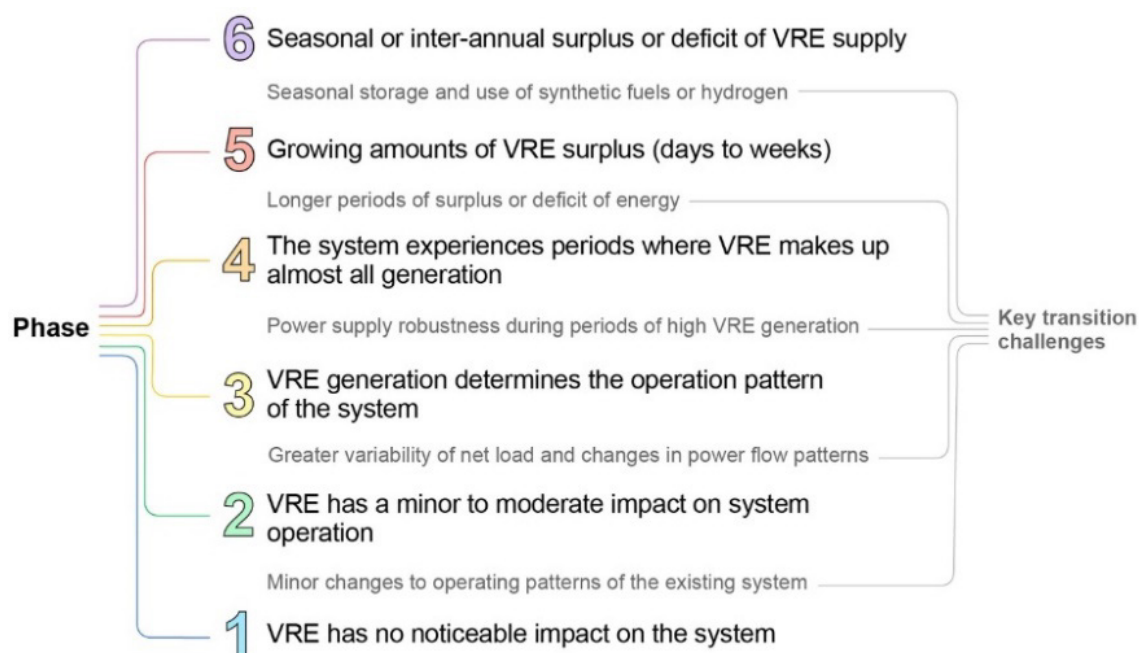 6 Seasonal or inter-annual surplus or deficit of VRE supply
Seasonal storage and use of synthetic fuels or hydrogen
5 Growing amounts of VRE surplus (days to weeks)
Longer periods of surplus or deficit of energy
4 The system experiences periods where VRE makes up
almost all generation
Phase
Power supply robustness during periods of high VRE generation
Key transition
challenges
3 VRE generation determines the operation pattern
of the system
Greater variability of net load and changes in power flow patterns
2 VRE has a minor to moderate impact on system
operation
Minor changes to operating patterns of the existing system
1 VRE has no noticeable impact on the system